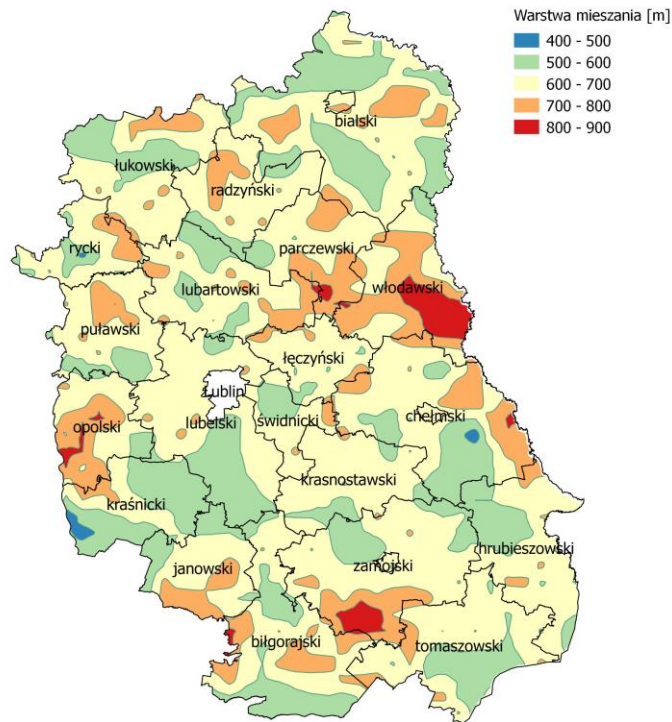 Warstwa mieszania [m]
400 - 500
500 - 600
600 - 700
700 - 800
800 - 900
bialski
łukowski
radzyński
rycki
parczewski
włodawski
lubartowski
puławski
łęczyński
Lublin
opolski
lubelski
świdnicki
chełmski
krasnostawski
kraśnicki
hrubieszowski
janowski
zamojski
biłgorajski
tomaszowski